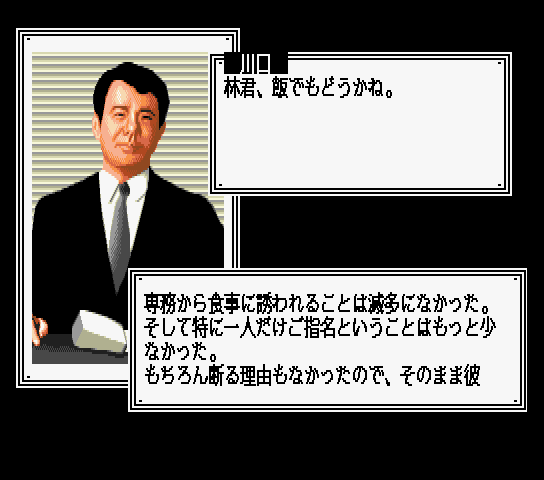 林君、飯でもどうかね。
専務から食事に誘われることは滅多になかった。
そして特に一人だけご指名ということはもっと少
なかった。
もちろん断る理由もなかったので、そのまま彼